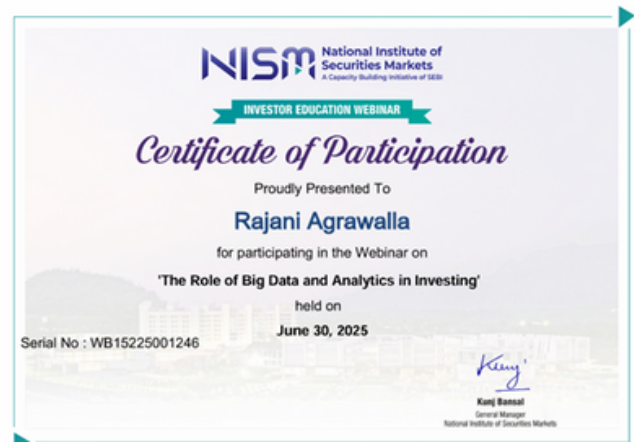 NISM National Institute of
Securities Markets
A Capacity Building Initiative of SEBI
INVESTOR EDUCATION WEBINAR
Certificate of Participation
Proudly Presented To
Rajani Agrawalla
for participating in the Webinar on
'The Role of Big Data and Analytics in Investing'
held on
June 30, 2025
Serial No : WB15225001246
Kunj
Kunj Bansal
General Manager
National Institute of Securities Markets